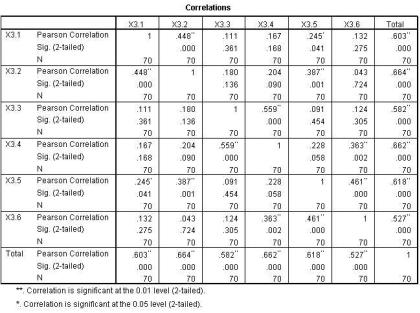 Correlations
X3.1 X3.2 X3.3 X3.4 X3.5 X3.6 Total
X3.1 Pearson Correlation 1 .448** .111 .167 .245* .132 .603**
Sig. (2-tailed) .000 .361 .168 .041 .275 .000
N 70 70 70 70 70 70 70
X3.2 Pearson Correlation .448** 1 .180 .204 .387** .043 .664**
Sig. (2-tailed) .000 .136 .090 .001 .724 .000
N 70 70 70 70 70 70 70
X3.3 Pearson Correlation .111 .180 1 .559** .091 .124 .582**
Sig. (2-tailed) .361 .136 .000 .454 .305 .000
N 70 70 70 70 70 70 70
X3.4 Pearson Correlation .167 .204 .559** 1 .228 .363** .662**
Sig. (2-tailed) .168 .090 .000 .058 .002 .000
N 70 70 70 70 70 70 70
X3.5 Pearson Correlation .245* .387** .091 .228 1 .461** .618**
Sig. (2-tailed) .041 .001 .454 .058 .000 .000
N 70 70 70 70 70 70 70
X3.6 Pearson Correlation .132 .043 .124 .363** .461** 1 .527**
Sig. (2-tailed) .275 .724 .305 .002 .000 .000
N 70 70 70 70 70 70 70
Total Pearson Correlation .603** .664** .582** .662** .618** .527** 1
Sig. (2-tailed) .000 .000 .000 .000 .000 .000
N 70 70 70 70 70 70 70
**. Correlation is significant at the 0.01 level (2-tailed).
*. Correlation is significant at the 0.05 level (2-tailed).